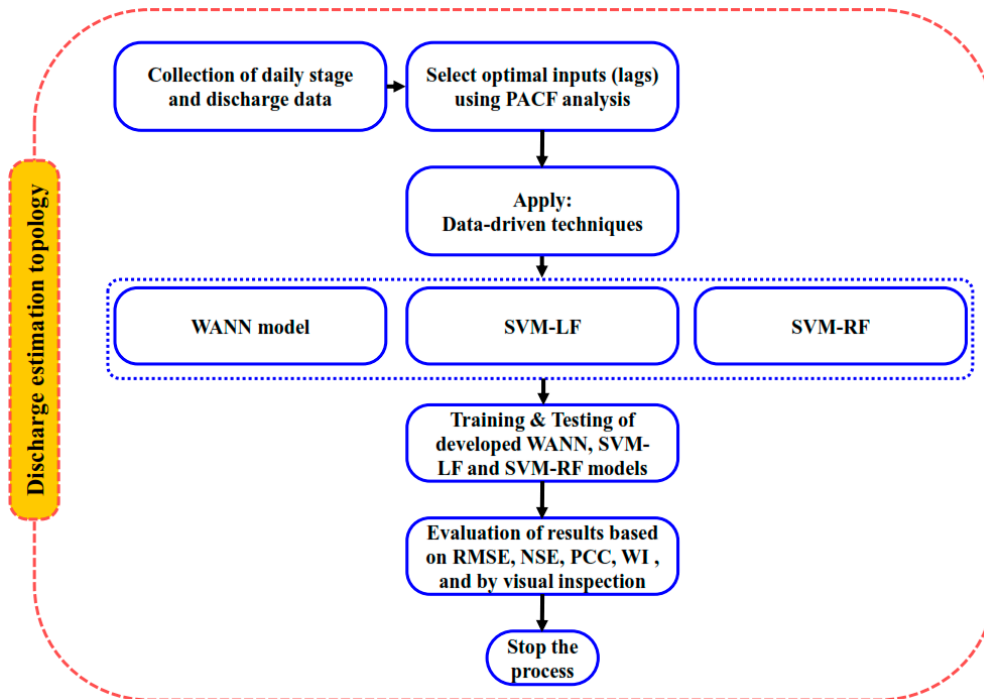 Discharge estimation topology
Collection of daily stage
and discharge data
Select optimal inputs (lags)
using PACF analysis
Apply:
Data-driven techniques
WANN model
SVM-LF
SVM-RF
Training & Testing of
developed WANN, SVM-
LF and SVM-RF models
Evaluation of results based
on RMSE, NSE, PCC, WI ,
and by visual inspection
Stop the
process